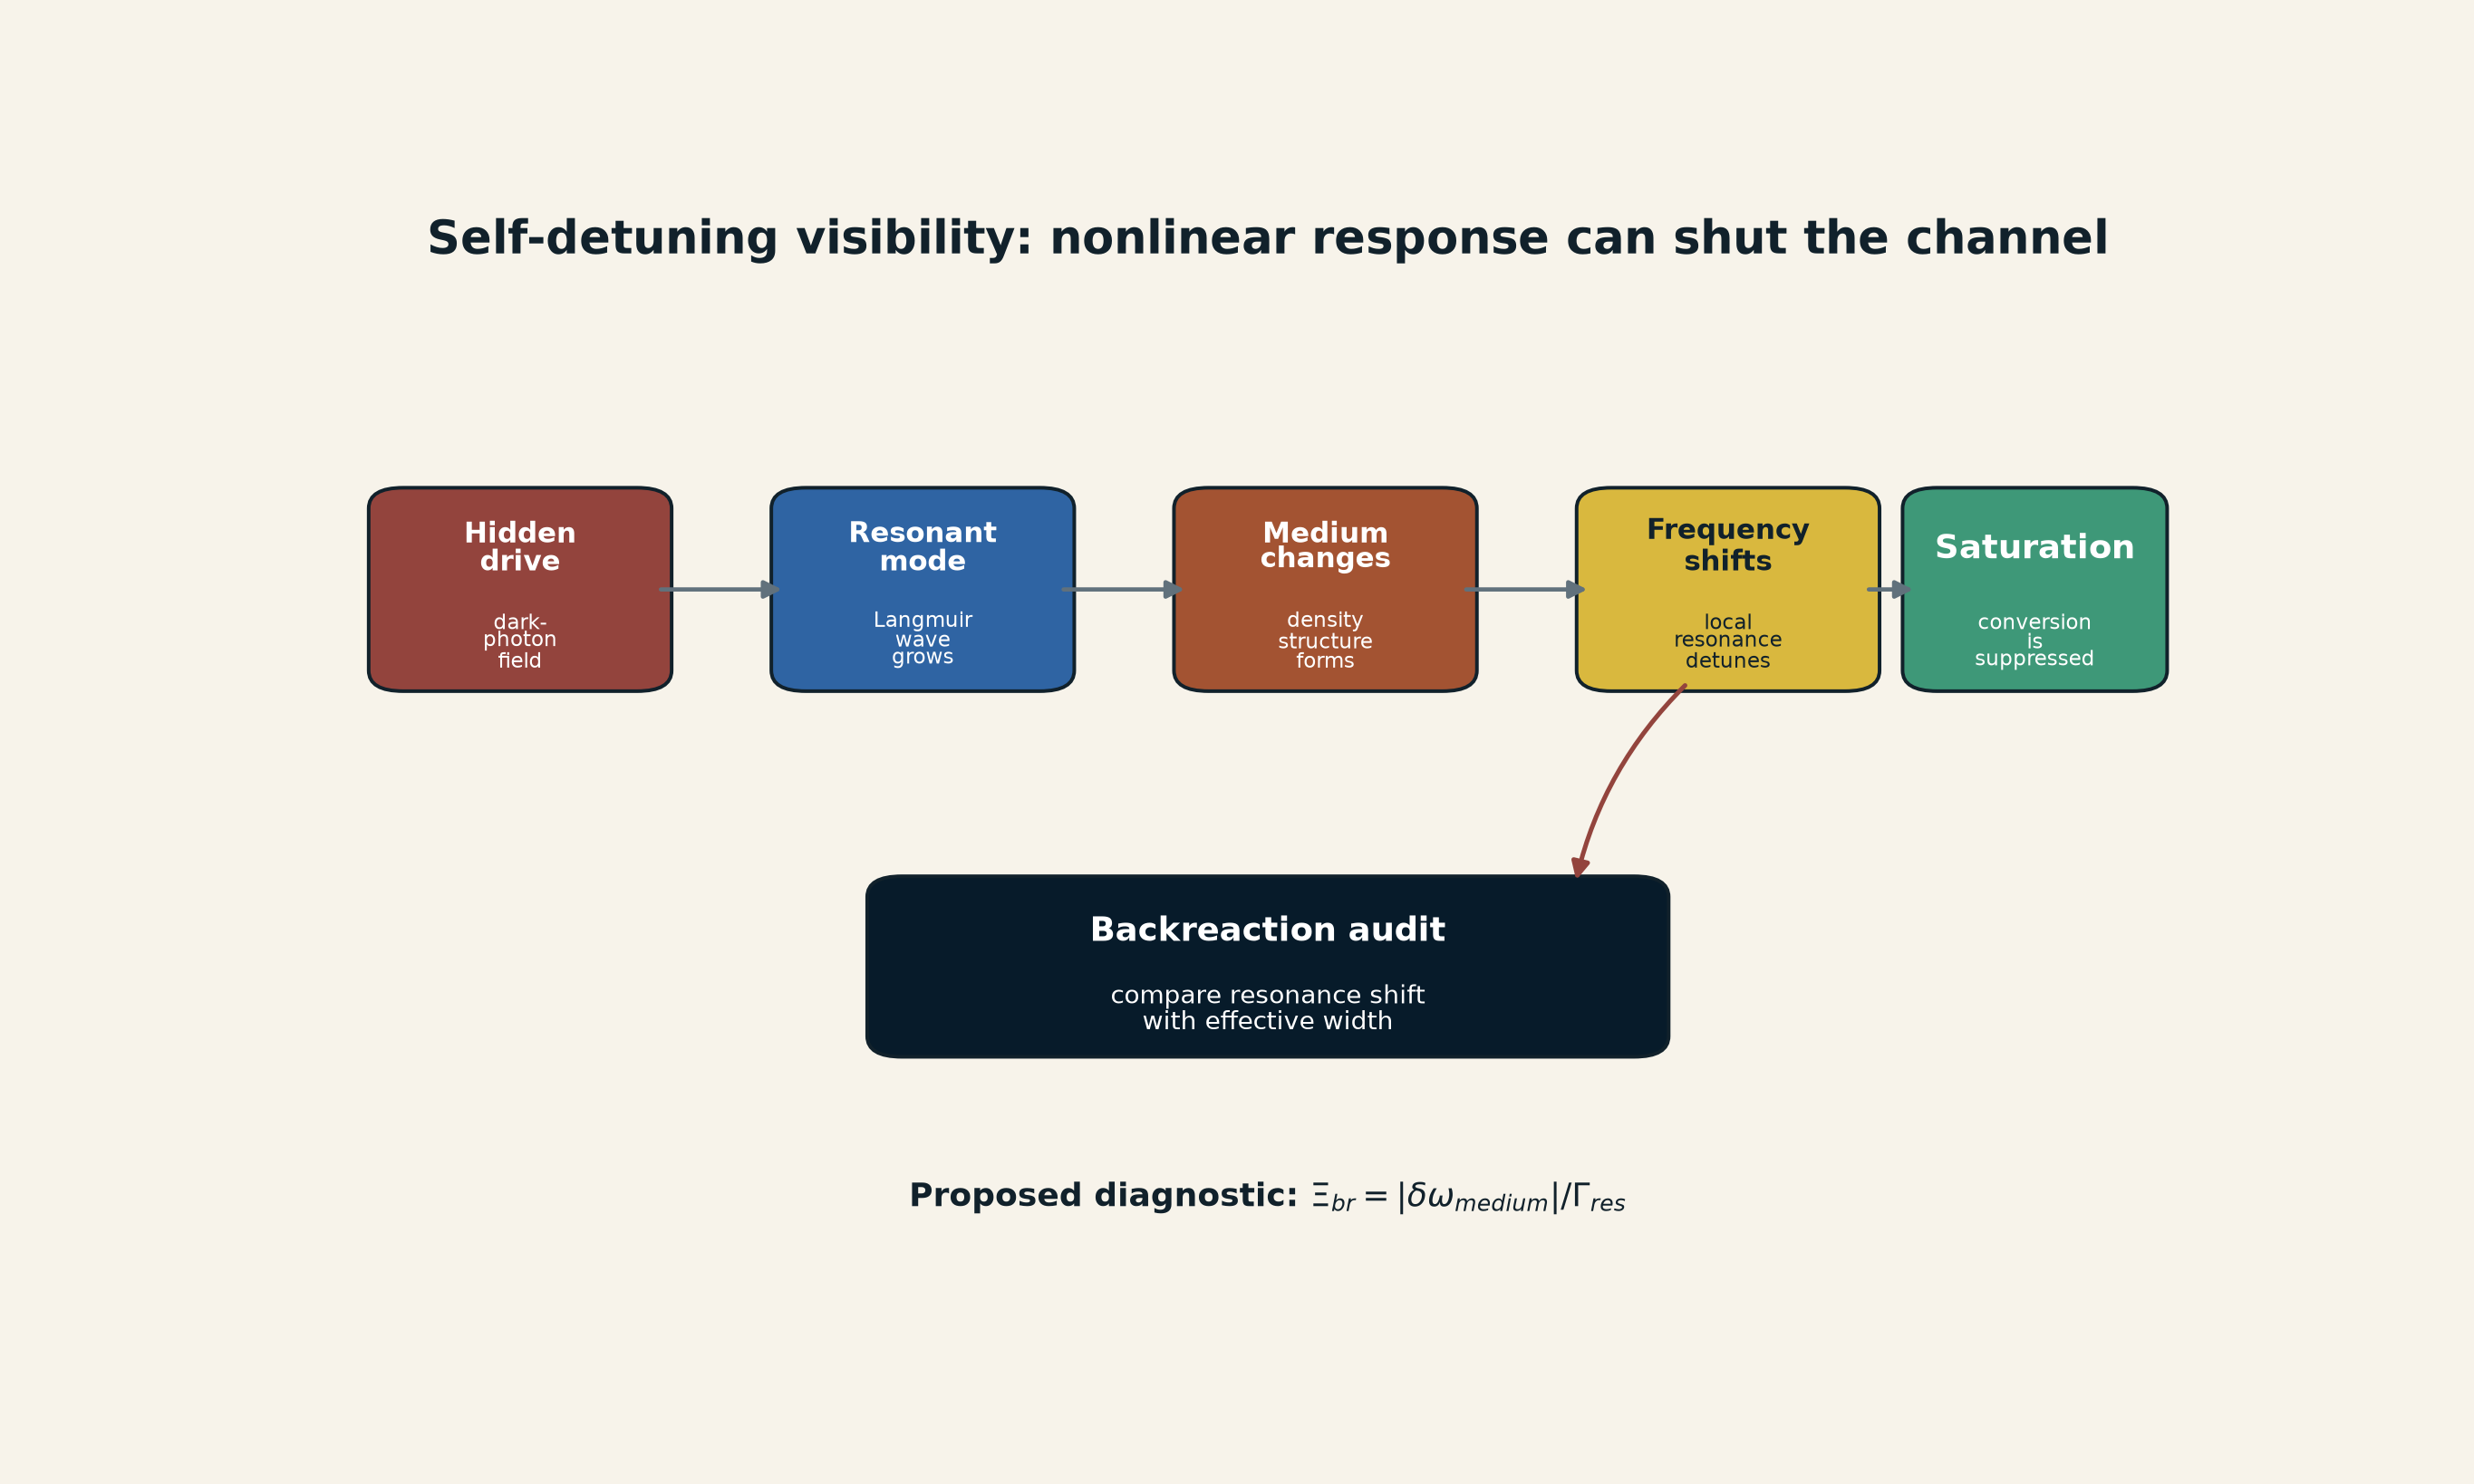 Self-detuning visibility: nonlinear response can shut the channel
Hidden
drive
dark-
photon
field
Resonant
mode
Langmuir
wave
grows
Medium
changes
density
structure
forms
Frequency
shifts
local
resonance
detunes
Saturation
conversion
is
suppressed
Backreaction audit
compare resonance shift
with effective width
Proposed diagnostic: Ξ_br = |δω_medium|/Γ_res